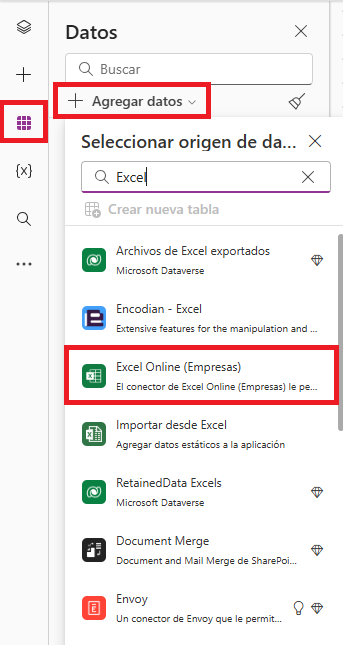 Datos
Buscar
Agregar datos
Seleccionar origen de da...
Excel
Crear nueva tabla
Archivos de Excel exportados
Microsoft Dataverse
Encodian - Excel
Extensive features for the manipulation and ...
Excel Online (Empresas)
El conector de Excel Online (Empresas) le pe...
Importar desde Excel
Agregar datos estáticos a la aplicación
RetainedData Excels
Microsoft Dataverse
Document Merge
Document and Mail Merge de SharePoi...
Envoy
Un conector de Envoy que le permit...